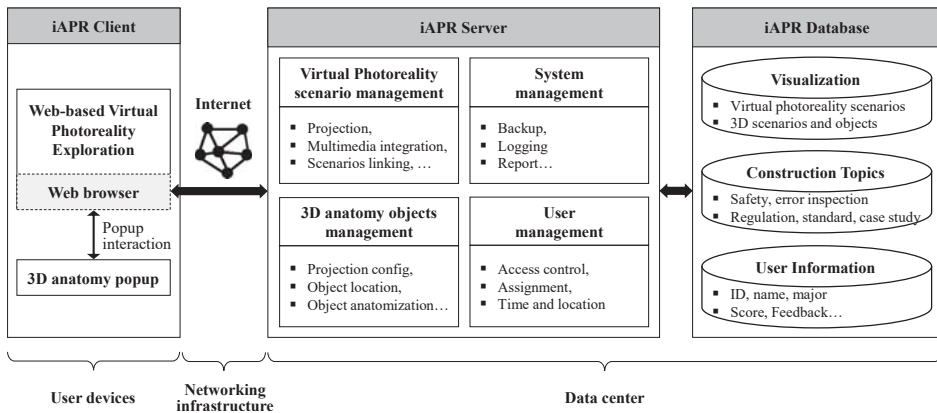 iAPR Client
Web-based Virtual
Photoreality
Exploration
Web browser
Popup
interaction
3D anatomy popup
Internet
iAPR Server
Virtual Photoreality
scenario management
▪ Projection,
▪ Multimedia integration,
▪ Scenarios linking, …
System
management
▪ Backup,
▪ Logging
▪ Report…
3D anatomy objects
management
▪ Projection config,
▪ Object location,
▪ Object anatomization…
User
management
▪ Access control,
▪ Assignment,
▪ Time and location
iAPR Database
Visualization
▪ Virtual photoreality scenarios
▪ 3D scenarios and objects
Construction Topics
▪ Safety, error inspection
▪ Regulation, standard, case study
User Information
▪ ID, name, major
▪ Score, Feedback…
User devices
Networking
infrastructure
Data center